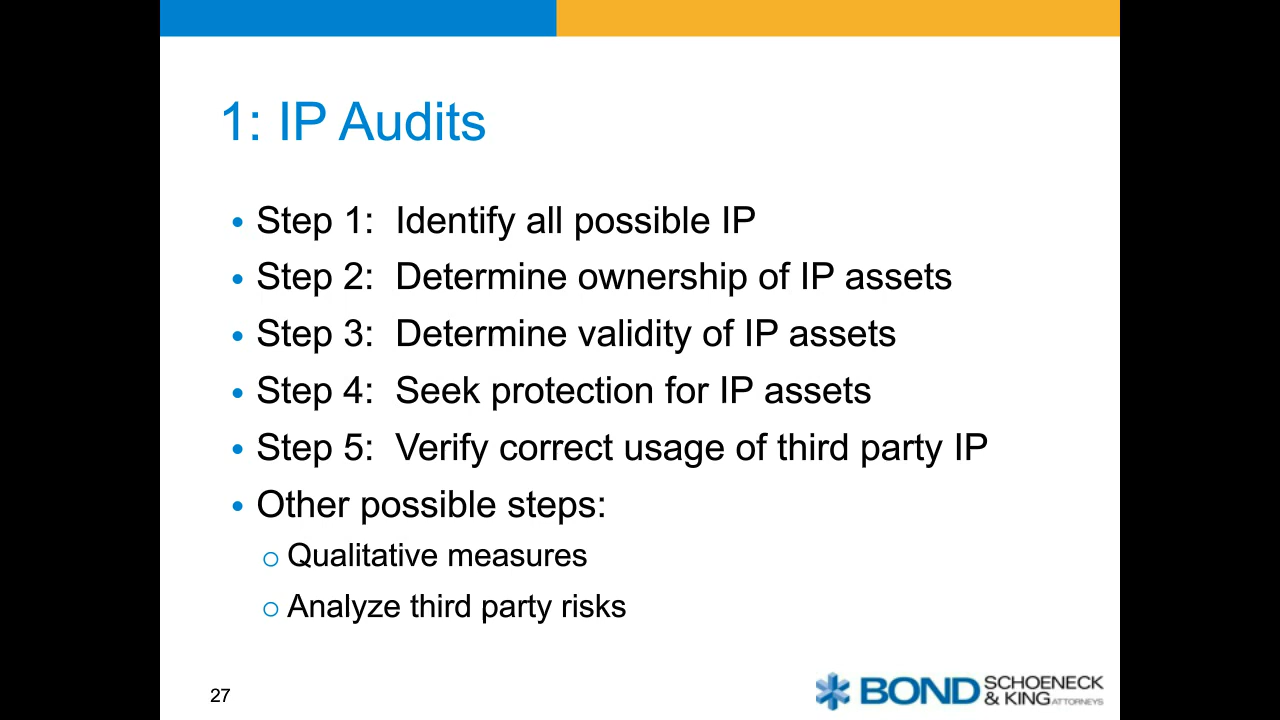 1: IP Audits
• Step 1: Identify all possible IP
• Step 2: Determine ownership of IP assets
• Step 3: Determine validity of IP assets
• Step 4: Seek protection for IP assets
• Step 5: Verify correct usage of third party IP
• Other possible steps:
○ Qualitative measures
○ Analyze third party risks
27
BOND SCHOENECK
& KING ATTORNEYS